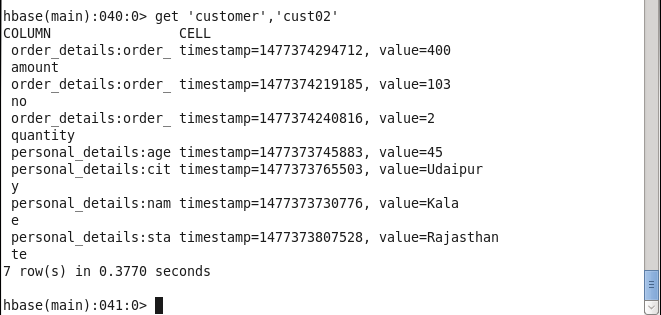 hbase(main):040:0> get 'customer','cust02'
COLUMN                CELL
 order_details:order_ timestamp=1477374294712, value=400
 amount
 order_details:order_ timestamp=1477374219185, value=103
 no
 order_details:order_ timestamp=1477374240816, value=2
 quantity
 personal_details:age timestamp=1477373745883, value=45
 personal_details:cit timestamp=1477373765503, value=Udaipur
 y
 personal_details:nam timestamp=1477373730776, value=Kala
 e
 personal_details:sta timestamp=1477373807528, value=Rajasthan
 te
7 row(s) in 0.3770 seconds

hbase(main):041:0>